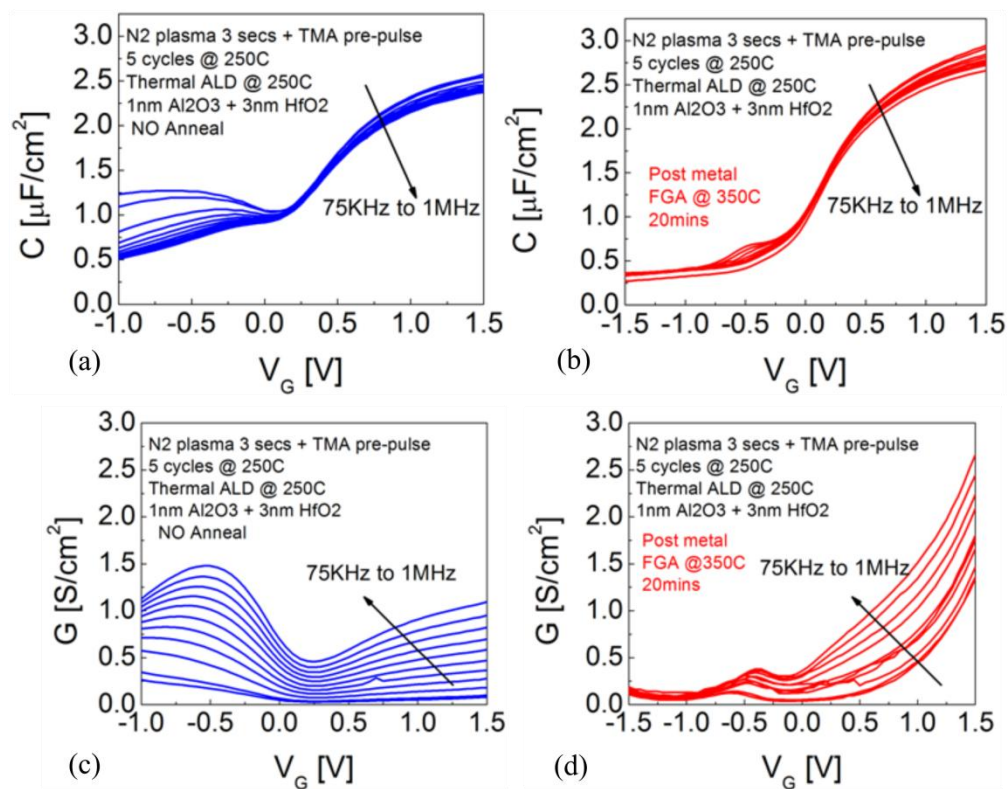 N2 plasma 3 secs + TMA pre-pulse
5 cycles @ 250C
Thermal ALD @ 250C
1nm Al2O3 + 3nm HfO2
NO Anneal
75KHz to 1MHz
C [µF/cm²]
3.0
2.5
2.0
1.5
1.0
0.5
0.0
-1.0 -0.5 0.0 0.5 1.0 1.5
(a) V_G [V]
N2 plasma 3 secs + TMA pre-pulse
5 cycles @ 250C
Thermal ALD @ 250C
1nm Al2O3 + 3nm HfO2
Post metal
FGA @ 350C
20mins
75KHz to 1MHz
C [µF/cm²]
3.0
2.5
2.0
1.5
1.0
0.5
0.0
-1.5 -1.0 -0.5 0.0 0.5 1.0 1.5
(b) V_G [V]
N2 plasma 3 secs + TMA pre-pulse
5 cycles @ 250C
Thermal ALD @ 250C
1nm Al2O3 + 3nm HfO2
NO Anneal
75KHz to 1MHz
G [S/cm²]
3.0
2.5
2.0
1.5
1.0
0.5
0.0
-1.0 -0.5 0.0 0.5 1.0 1.5
(c) V_G [V]
N2 plasma 3 secs + TMA pre-pulse
5 cycles @ 250C
Thermal ALD @ 250C
1nm Al2O3 + 3nm HfO2
Post metal
FGA @350C
20mins
75KHz to 1MHz
G [S/cm²]
3.0
2.5
2.0
1.5
1.0
0.5
0.0
-1.5 -1.0 -0.5 0.0 0.5 1.0 1.5
(d) V_G [V]